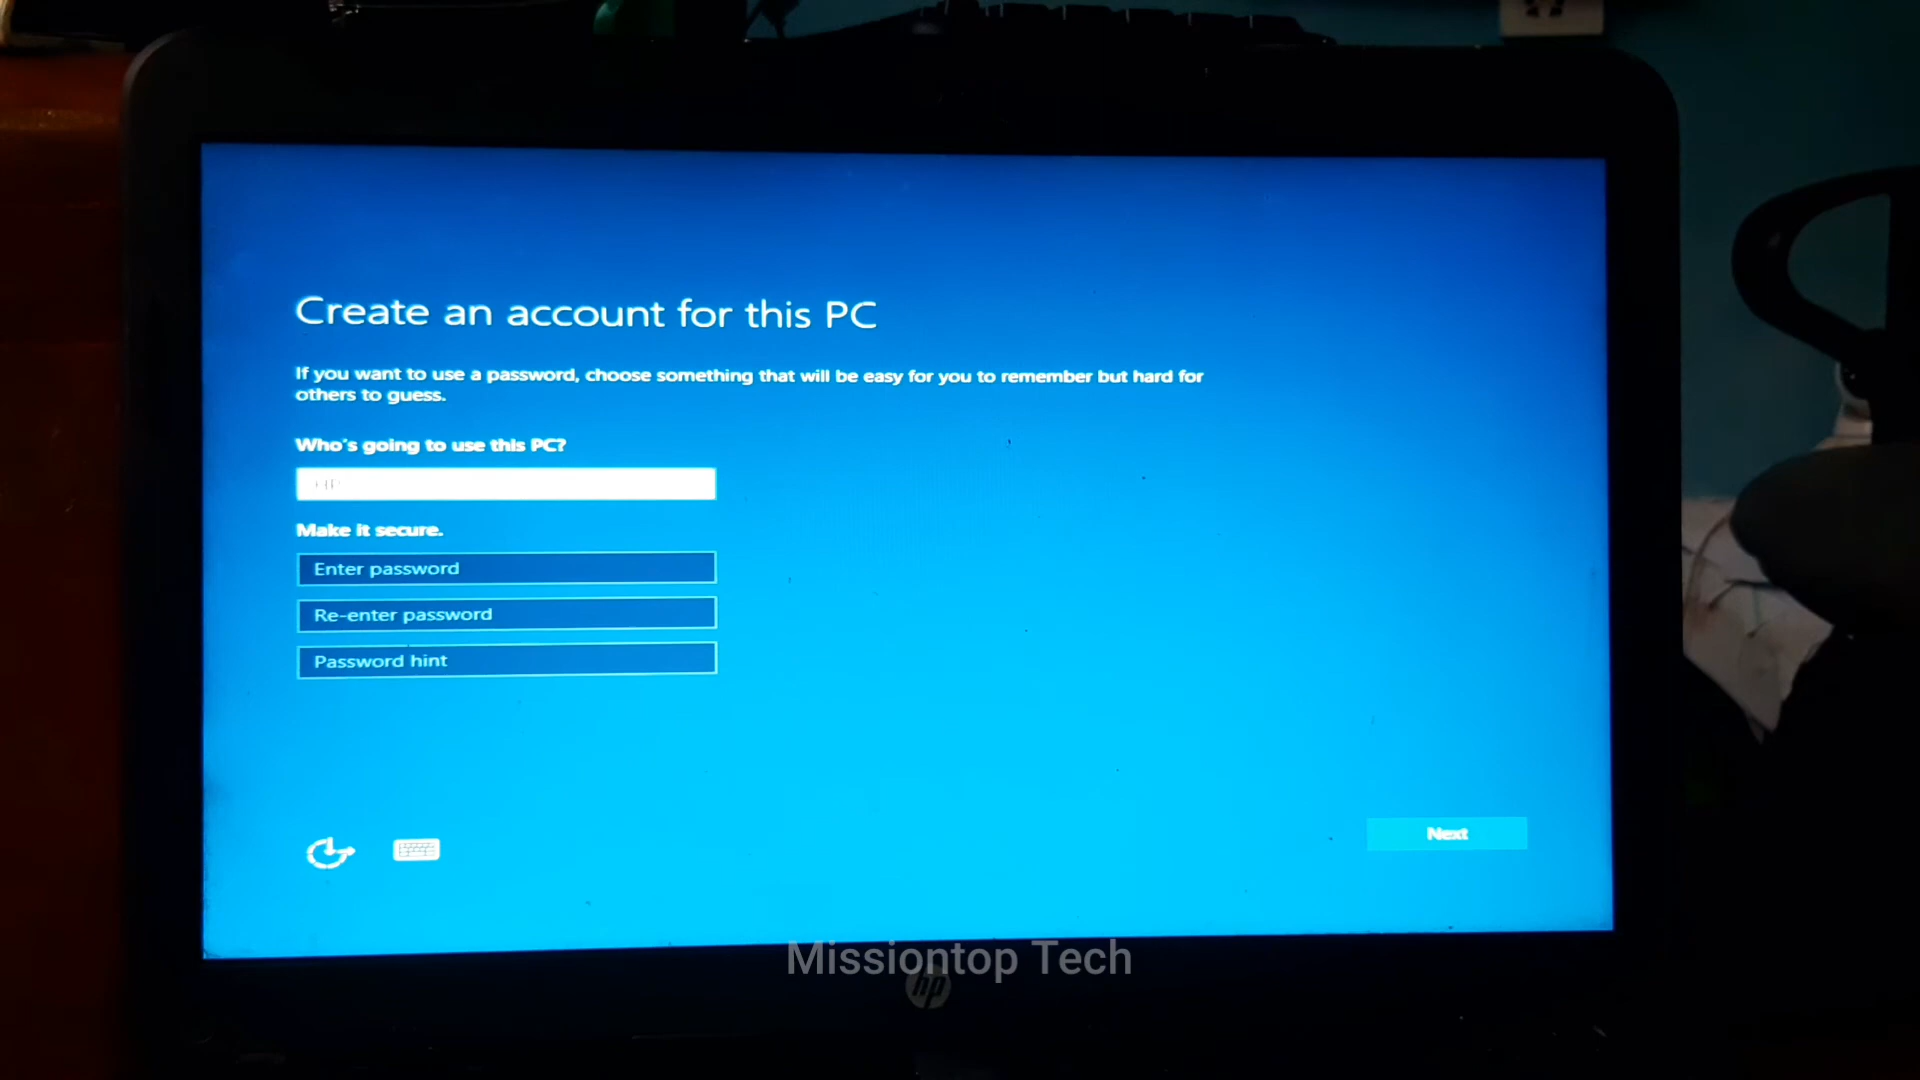 Create an account for this PC
If you want to use a password, choose something that will be easy for you to remember but hard for
others to guess.
Who's going to use this PC?
HP
Make it secure.
Enter password
Re-enter password
Password hint
Next
Missiontop Tech
hp